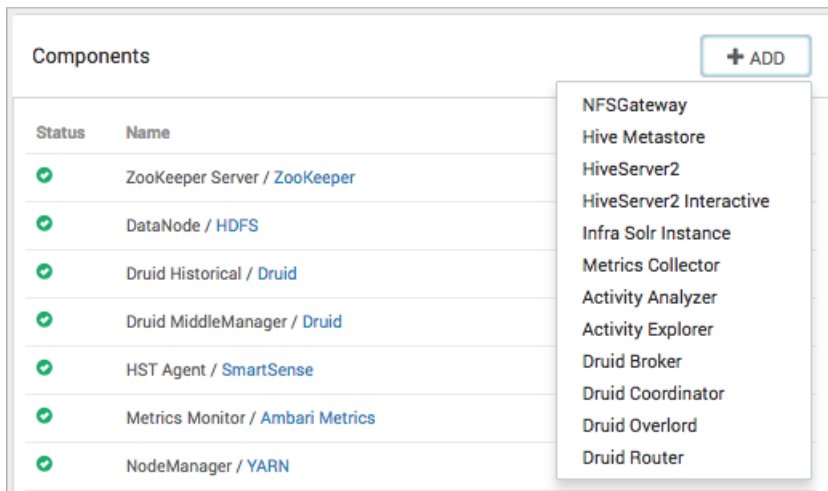 Components
+ ADD
Status Name
ZooKeeper Server / ZooKeeper
DataNode / HDFS
Druid Historical / Druid
Druid MiddleManager / Druid
HST Agent / SmartSense
Metrics Monitor / Ambari Metrics
NodeManager / YARN
NFSGateway
Hive Metastore
HiveServer2
HiveServer2 Interactive
Infra Solr Instance
Metrics Collector
Activity Analyzer
Activity Explorer
Druid Broker
Druid Coordinator
Druid Overlord
Druid Router